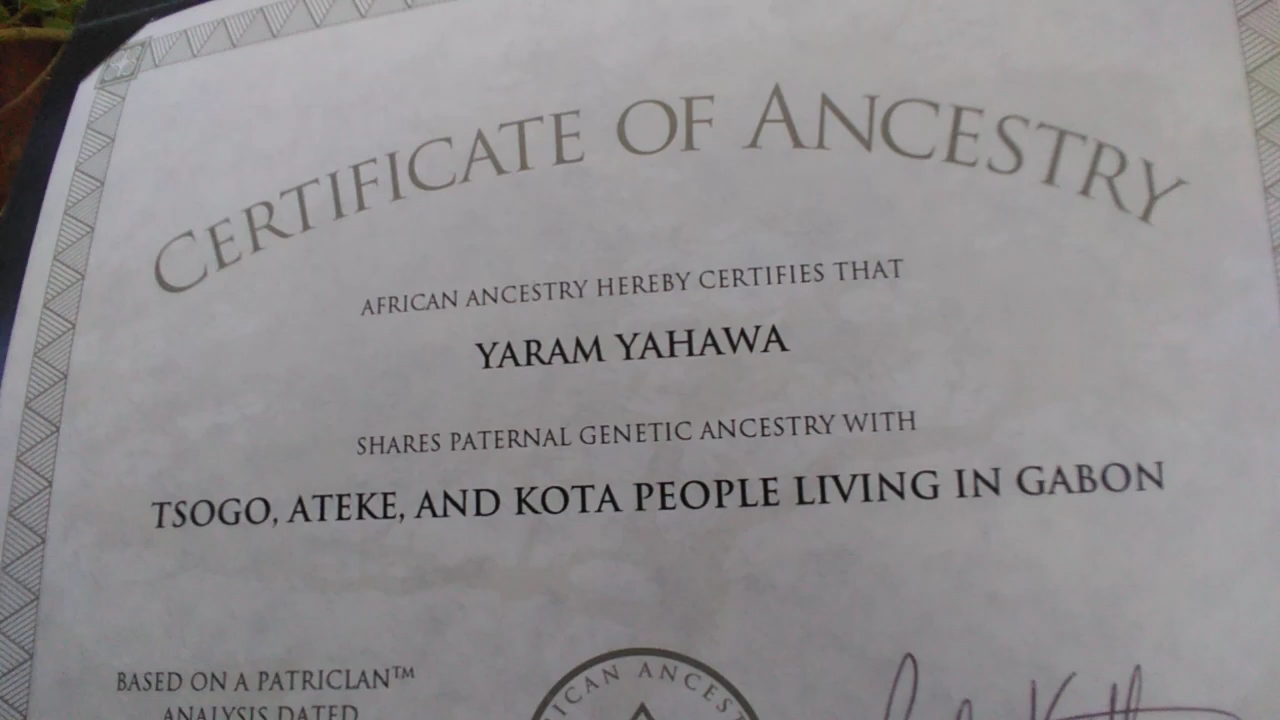 CERTIFICATE OF ANCESTRY
AFRICAN ANCESTRY HEREBY CERTIFIES THAT
YARAM YAHAWA
SHARES PATERNAL GENETIC ANCESTRY WITH
TSOGO, ATEKE, AND KOTA PEOPLE LIVING IN GABON
BASED ON A PATRICLAN™
ANALYSIS DATED